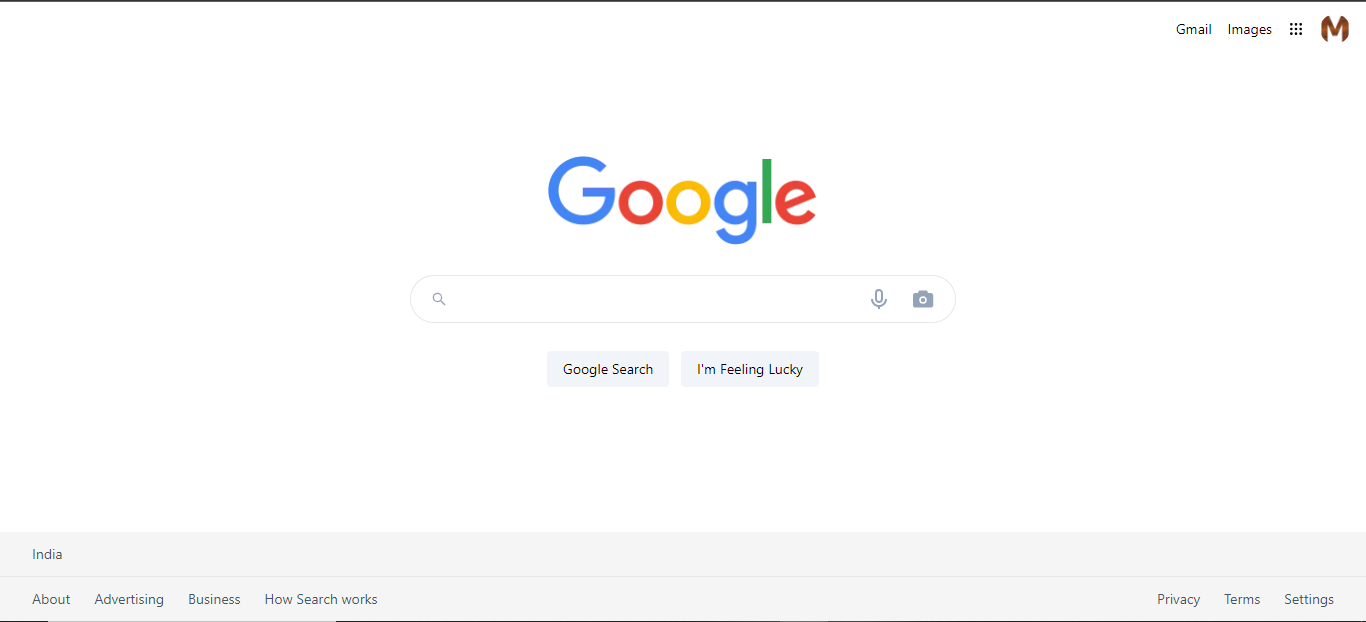 Gmail Images M
Google
Google Search I'm Feeling Lucky
India
About Advertising Business How Search works Privacy Terms Settings